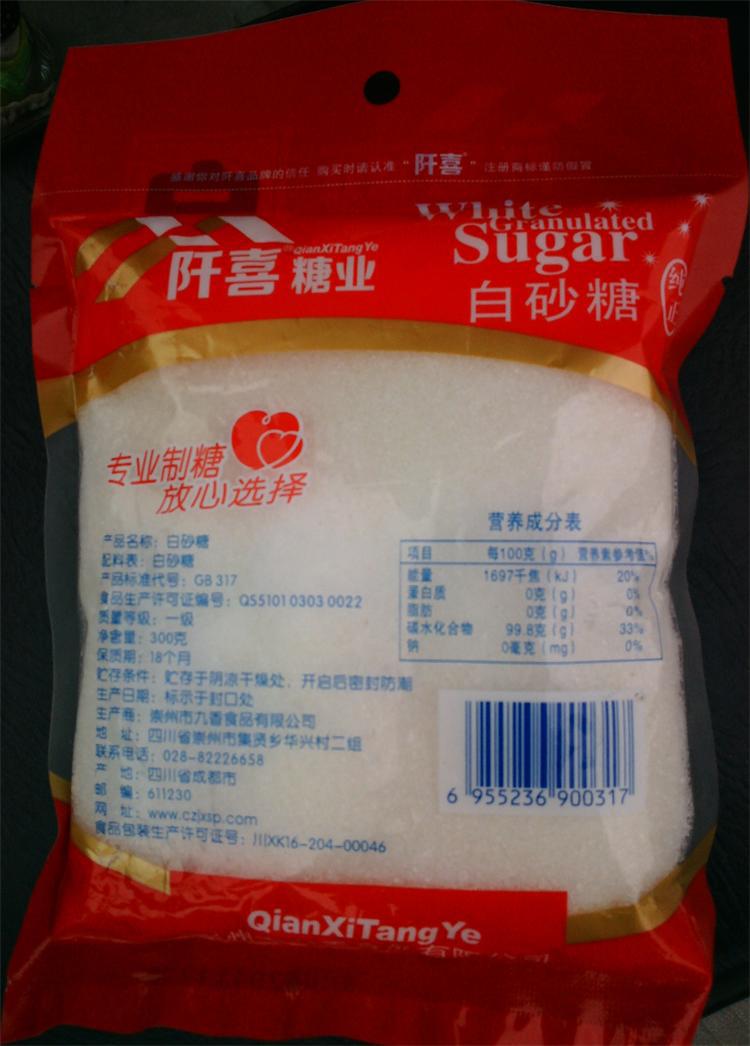 感谢你对阡喜品牌的信任 购买时请认准“阡喜®”注册商标谨防假冒
White
Granulated
Sugar
QianXiTangYe
阡喜®糖业
白砂糖
纯
专业制糖
放心选择
产品名称：白砂糖
配料表：白砂糖
产品标准代号：GB 317
食品生产许可证编号：QS5101 0303 0022
质量等级：一级
净含量：300克
保质期：18个月
贮存条件：贮存于阴凉干燥处，开启后密封防潮
生产日期：标示于封口处
生产商：崇州市九香食品有限公司
地 址：四川省崇州市集贤乡华兴村二组
联系电话：028-82226658
产 地：四川省成都市
邮 编：611230
网 址：www.czjxsp.com
食品包装生产许可证号：川XK16-204-00046
营养成分表
项目 每100克（g） 营养素参考值%
能量 1697千焦（kJ） 20%
蛋白质 0克（g） 0%
脂肪 0克（g） 0%
碳水化合物 99.8克（g） 33%
钠 0毫克（mg） 0%
6 955236 900317
QianXiTangYe
有限公司